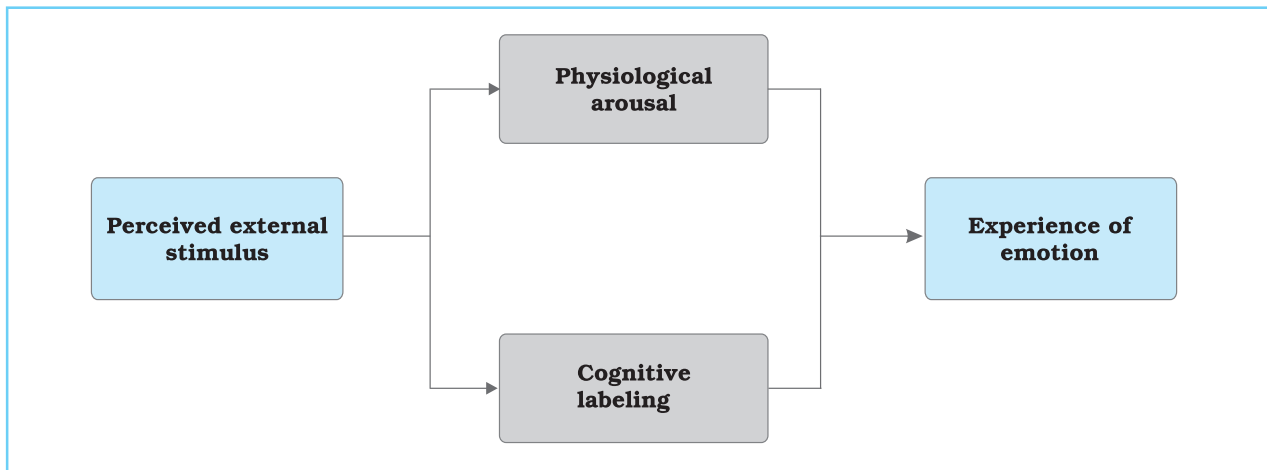 Physiological
arousal
Perceived external
stimulus
Experience of
emotion
Cognitive
labeling